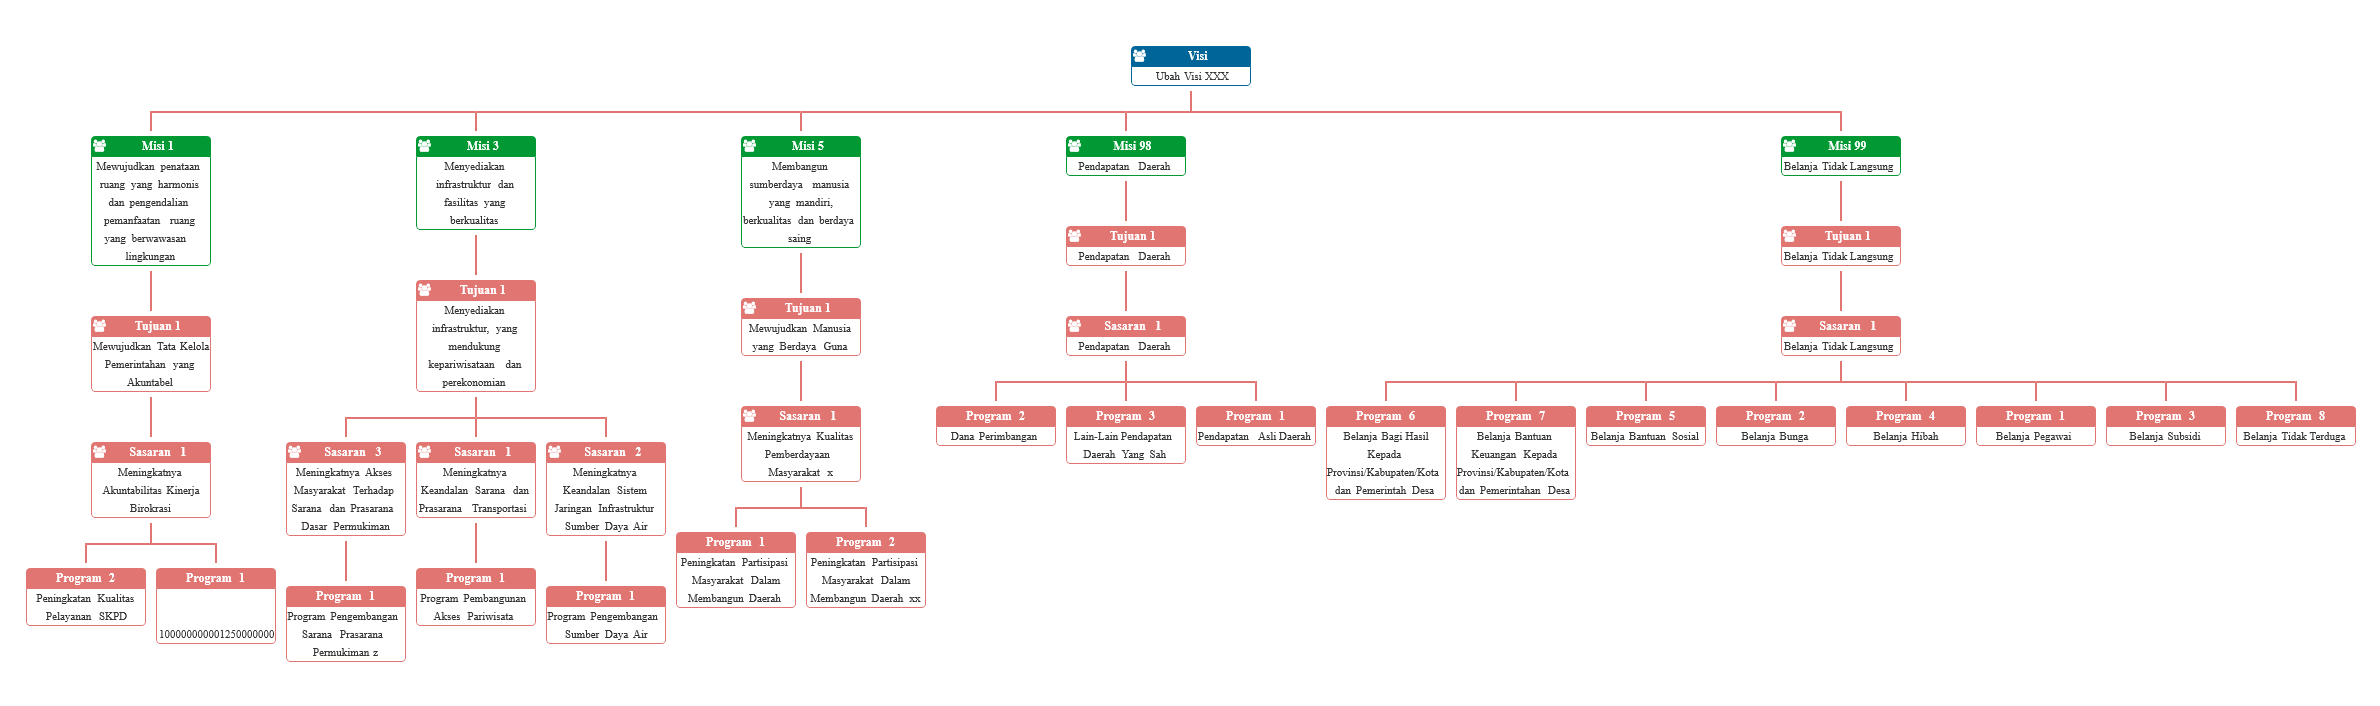 Visi
Ubah Visi XXX
Misi 1
Mewujudkan penataan
ruang yang harmonis
dan pengendalian
pemanfaatan ruang
yang berwawasan
lingkungan
Misi 3
Menyediakan
infrastruktur dan
fasilitas yang
berkualitas
Misi 5
Membangun
sumberdaya manusia
yang mandiri,
berkualitas dan berdaya
saing
Misi 98
Pendapatan Daerah
Misi 99
Belanja Tidak Langsung
Tujuan 1
Mewujudkan Tata Kelola
Pemerintahan yang
Akuntabel
Tujuan 1
Menyediakan
infrastruktur, yang
mendukung
kepariwisataan dan
perekonomian
Tujuan 1
Mewujudkan Manusia
yang Berdaya Guna
Tujuan 1
Pendapatan Daerah
Tujuan 1
Belanja Tidak Langsung
Sasaran 1
Meningkatnya
Akuntabilitas Kinerja
Birokrasi
Sasaran 3
Meningkatnya Akses
Masyarakat Terhadap
Sarana dan Prasarana
Dasar Permukiman
Sasaran 1
Meningkatnya
Keandalan Sarana dan
Prasarana Transportasi
Sasaran 2
Meningkatnya
Keandalan Sistem
Jaringan Infrastruktur
Sumber Daya Air
Sasaran 1
Meningkatnya Kualitas
Pemberdayaan
Masyarakat x
Sasaran 1
Pendapatan Daerah
Sasaran 1
Belanja Tidak Langsung
Program 2
Peningkatan Kualitas
Pelayanan SKPD
Program 1
100000000001250000000
Program 1
Program Pengembangan
Sarana Prasarana
Permukiman z
Program 1
Program Pembangunan
Akses Pariwisata
Program 1
Program Pengembangan
Sumber Daya Air
Program 1
Peningkatan Partisipasi
Masyarakat Dalam
Membangun Daerah
Program 2
Peningkatan Partisipasi
Masyarakat Dalam
Membangun Daerah xx
Program 2
Dana Perimbangan
Program 3
Lain-Lain Pendapatan
Daerah Yang Sah
Program 1
Pendapatan Asli Daerah
Program 6
Belanja Bagi Hasil
Kepada
Provinsi/Kabupaten/Kota
dan Pemerintah Desa
Program 7
Belanja Bantuan
Keuangan Kepada
Provinsi/Kabupaten/Kota
dan Pemerintahan Desa
Program 5
Belanja Bantuan Sosial
Program 2
Belanja Bunga
Program 4
Belanja Hibah
Program 1
Belanja Pegawai
Program 3
Belanja Subsidi
Program 8
Belanja Tidak Terduga